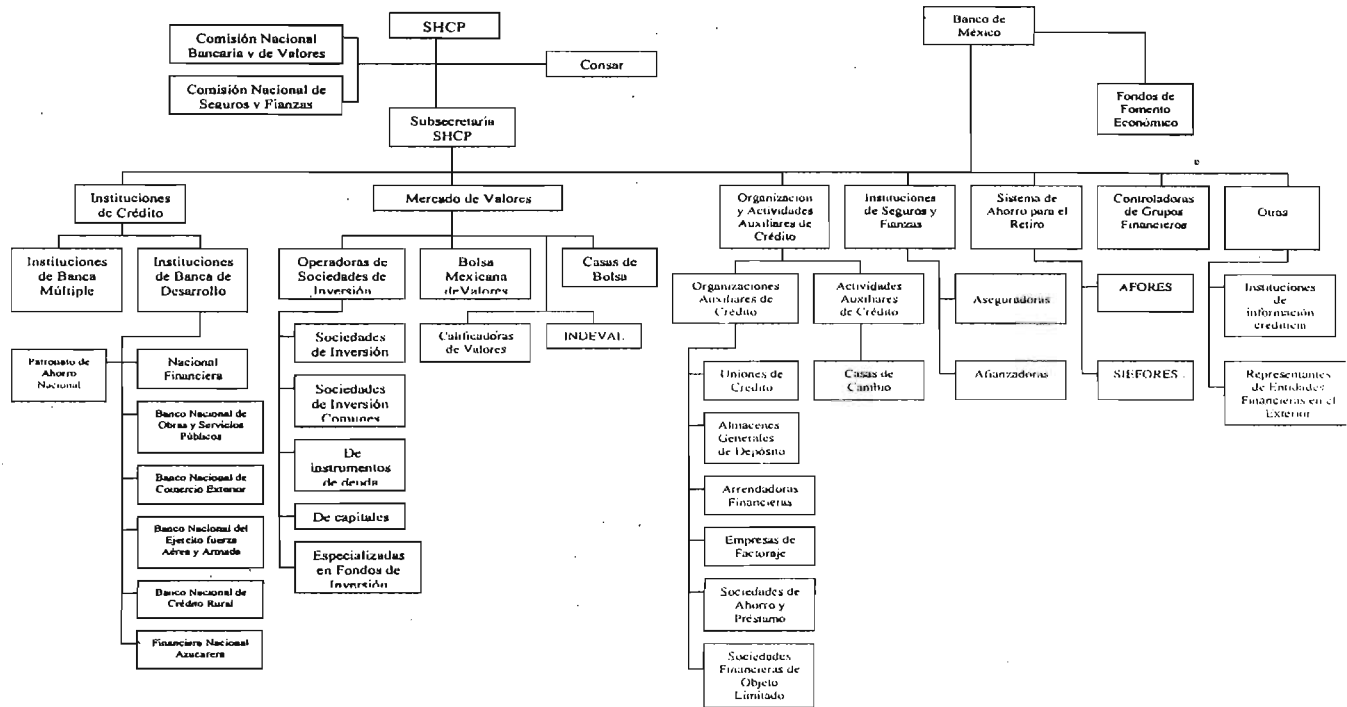 SHCP
Banco de
México
Comisión Nacional
Bancaria y de Valores
Consar
Comisión Nacional de
Seguros y Fianzas
Fondos de
Fomento
Económico
Subsecretaría
SHCP
Instituciones
de Crédito
Mercado de Valores
Organización
y Actividades
Auxiliares de
Crédito
Instituciones
de Seguros y
Fianzas
Sistema de
Ahorro para el
Retiro
Controladoras
de Grupos
Financieros
Otras
Instituciones
de Banca
Múltiple
Instituciones
de Banca de
Desarrollo
Operadoras de
Sociedades de
Inversión
Bolsa
Mexicana
deValores
Casas de
Bolsa
Organizaciones
Auxiliares de
Crédito
Actividades
Auxiliares
de Crédito
Aseguradoras
AFORES
Instituciones
de
información
crediticia
Calificadoras
de Valores
INDEVAL
Patronato de
Ahorro
Nacional
Nacional
Financiera
Sociedades
de Inversión
Uniones de
Crédito
Casas de
Cambio
Afianzadoras
SIEFORES
Representantes
de Entidades
Financieras en el
Exterior
Banco Nacional de
Obras y Servicios
Públicos
Sociedades
de Inversión
Comunes
Almacenes
Generales
de Depósito
Banco Nacional de
Comercio Exterior
De
instrumentos
de deuda
Arrendadoras
Financieras
Banco Nacional del
Ejercito fuerza
Aérea y Armada
De capitales
Empresas de
Factoraje
Especializadas
en Fondos de
Inversión
Banco Nacional de
Crédito Rural
Sociedades de
Ahorro y
Préstamo
Financiera Nacional
Azucarera
Sociedades
Financieras de
Objeto
Limitado